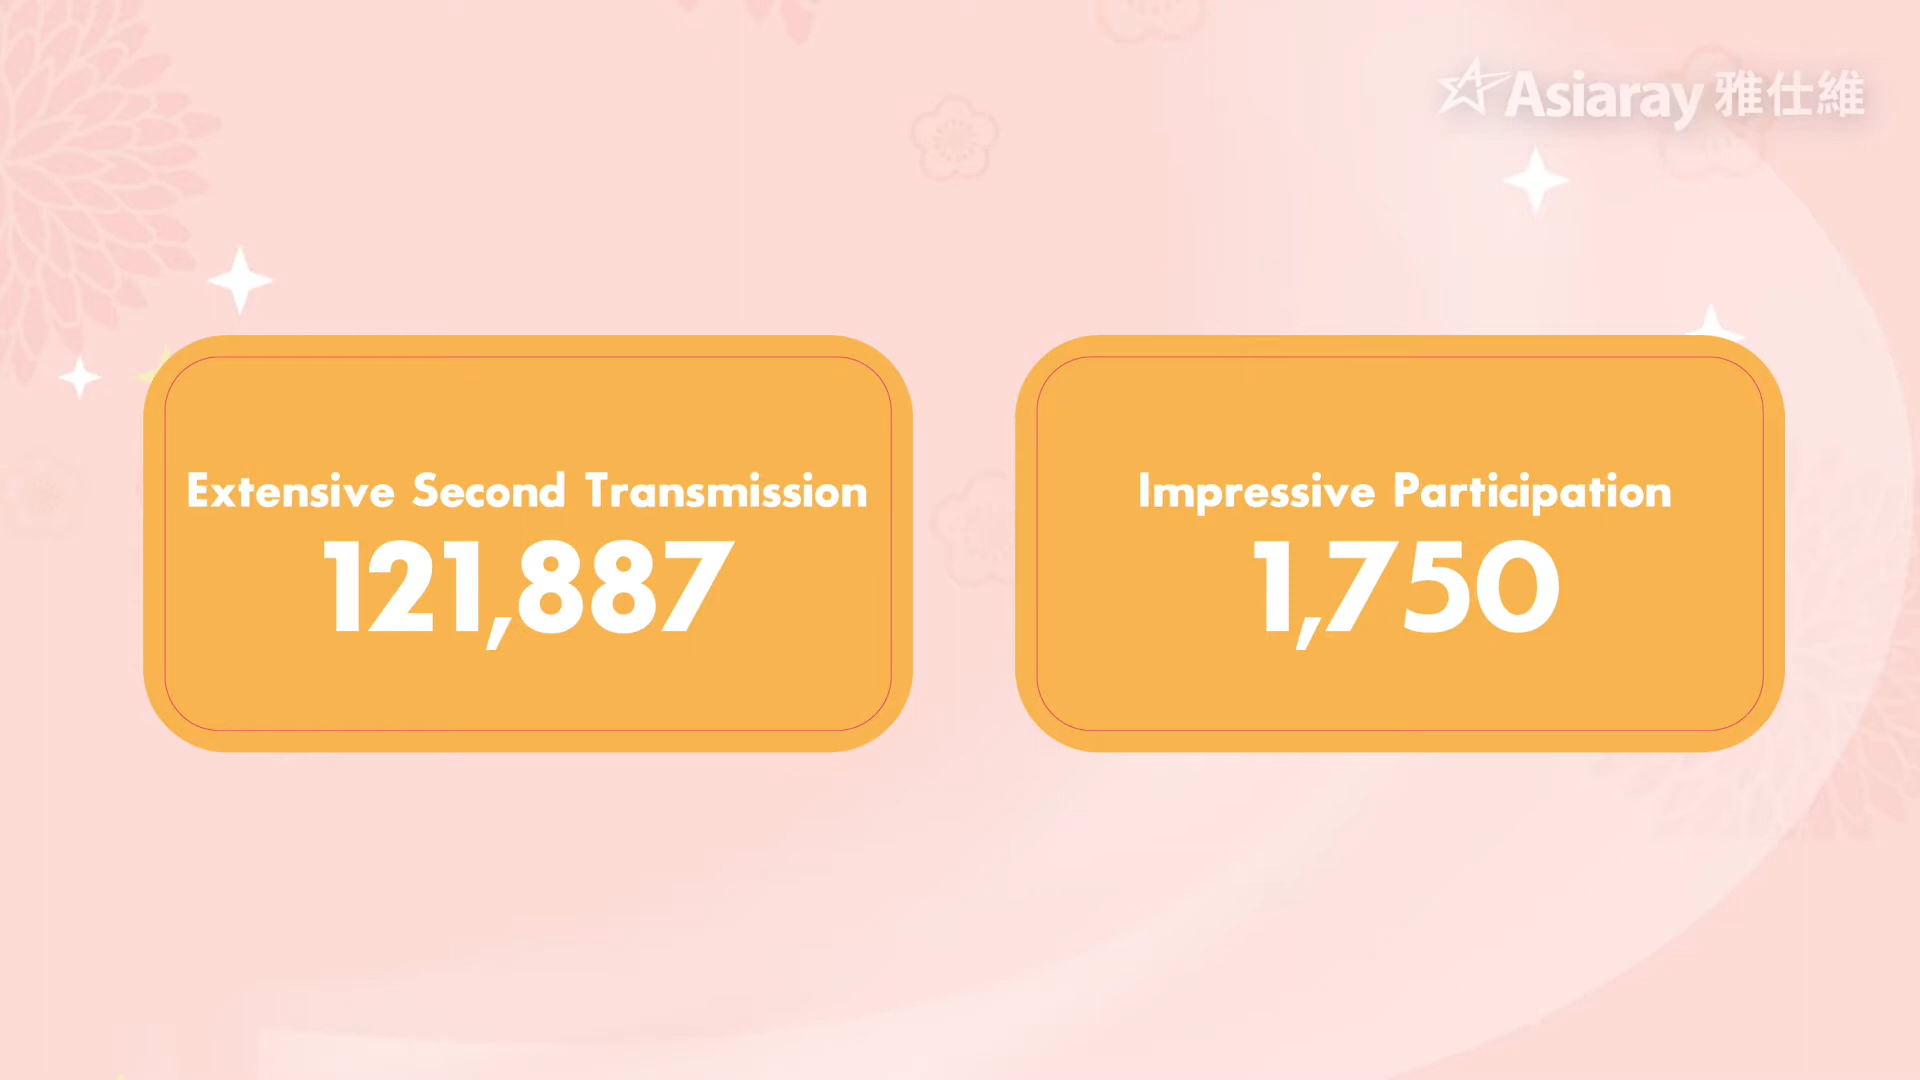 Asiaray 雅仕維
Extensive Second Transmission
121,887
Impressive Participation
1,750